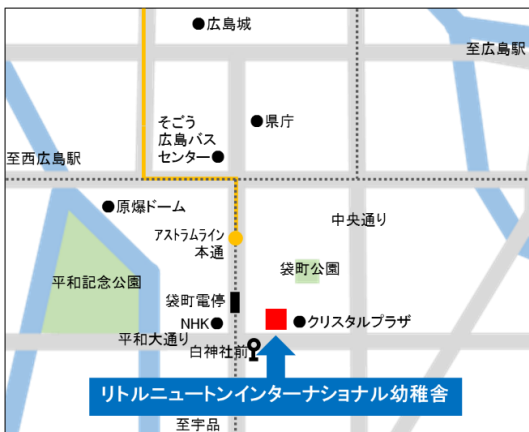 ●広島城
至広島駅
そごう
広島バス
センター●
●県庁
至西広島駅
●原爆ドーム
中央通り
アストラムライン
本通
袋町公園
平和記念公園
袋町電停
NHK●
●クリスタルプラザ
平和大通り
白神社前
リトルニュートンインターナショナル幼稚舎
至宇品